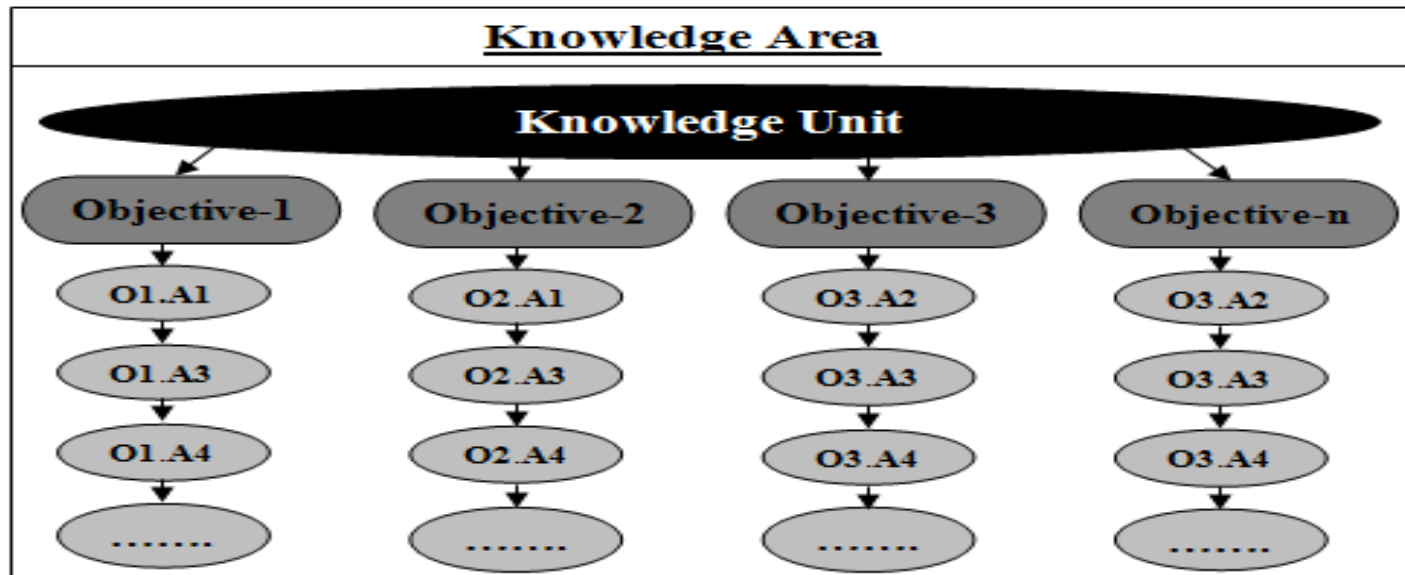 Knowledge Area
Knowledge Unit
Objective-1 Objective-2 Objective-3 Objective-n
O1.A1 O2.A1 O3.A2 O3.A2
O1.A3 O2.A3 O3.A3 O3.A3
O1.A4 O2.A4 O3.A4 O3.A4
....... ....... ....... .......